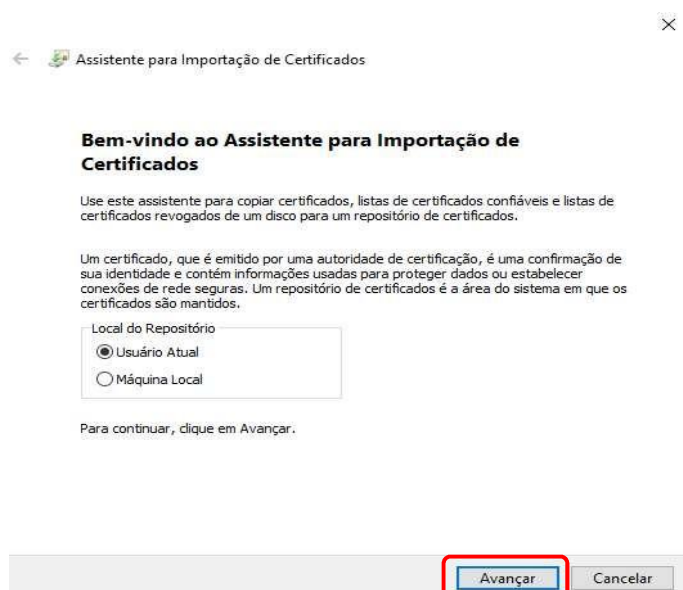 Assistente para Importação de Certificados
Bem-vindo ao Assistente para Importação de
Certificados
Use este assistente para copiar certificados, listas de certificados confiáveis e listas de
certificados revogados de um disco para um repositório de certificados.
Um certificado, que é emitido por uma autoridade de certificação, é uma confirmação de
sua identidade e contém informações usadas para proteger dados ou estabelecer
conexões de rede seguras. Um repositório de certificados é a área do sistema em que os
certificados são mantidos.
Local do Repositório
Usuário Atual
Máquina Local
Para continuar, clique em Avançar.
Avançar Cancelar